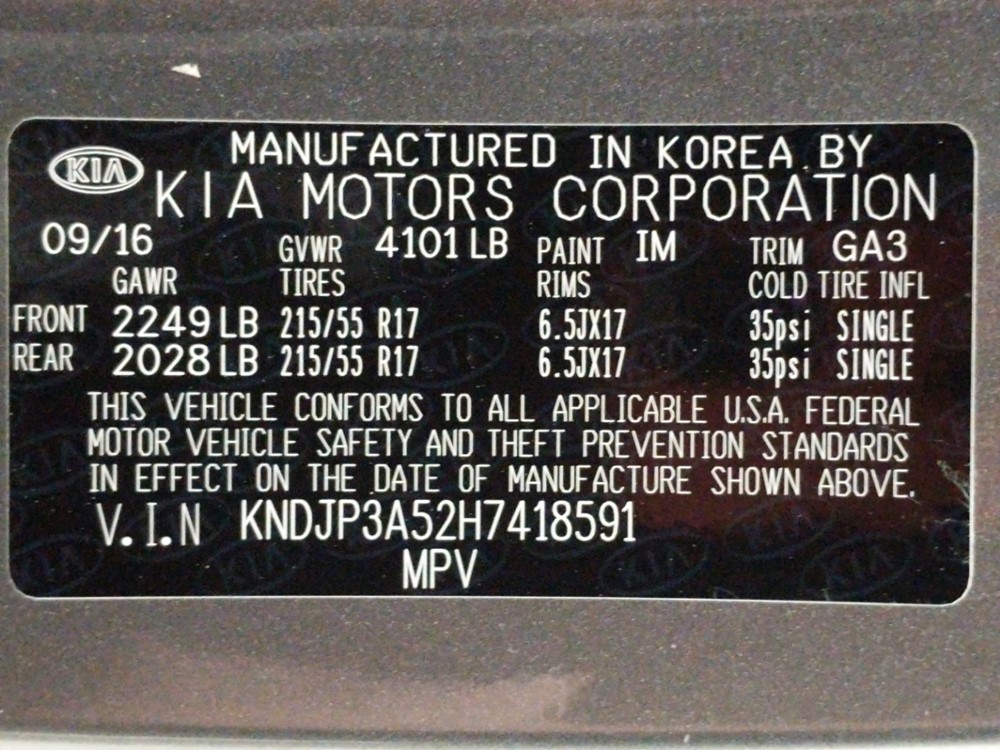 KIA MANUFACTURED IN KOREA BY
KIA MOTORS CORPORATION
09/16 GVWR 4101 LB PAINT IM TRIM GA3
GAWR TIRES RIMS COLD TIRE INFL
FRONT 2249 LB 215/55 R17 6.5JX17 35psi SINGLE
REAR 2028 LB 215/55 R17 6.5JX17 35psi SINGLE
THIS VEHICLE CONFORMS TO ALL APPLICABLE U.S.A. FEDERAL
MOTOR VEHICLE SAFETY AND THEFT PREVENTION STANDARDS
IN EFFECT ON THE DATE OF MANUFACTURE SHOWN ABOVE.
V.I.N KNDJP3A52H7418591
MPV